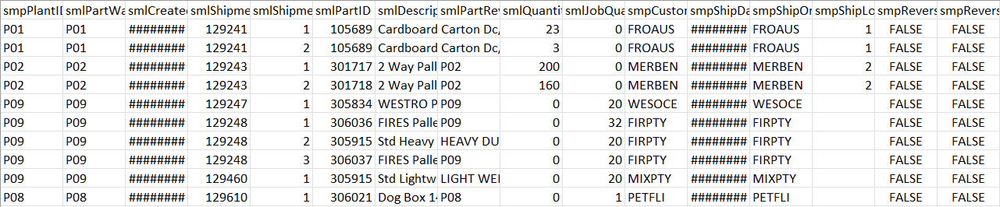 smpPlantID smlPartWa smlCreated smlShipme smlShipme smlPartID smlDescrip smlPartRev smlQuantit smlJobQua smpCustom smpShipDa smpShipOr smpShipLo smpRevers smpRevers
P01 P01 ######## 129241 1 105689 Cardboard Carton Dc, 23 0 FROAUS ######## FROAUS 1 FALSE FALSE
P01 P01 ######## 129241 2 105689 Cardboard Carton Dc, 3 0 FROAUS ######## FROAUS 1 FALSE FALSE
P02 P02 ######## 129243 1 301717 2 Way Pall P02 200 0 MERBEN ######## MERBEN 2 FALSE FALSE
P02 P02 ######## 129243 2 301718 2 Way Pall P02 160 0 MERBEN ######## MERBEN 2 FALSE FALSE
P09 P09 ######## 129247 1 305834 WESTRO P P09 0 20 WESOCE ######## WESOCE FALSE FALSE
P09 P09 ######## 129248 1 306036 FIRES Palle P09 0 32 FIRPTY ######## FIRPTY FALSE FALSE
P09 P09 ######## 129248 2 305915 Std Heavy HEAVY DU 0 20 FIRPTY ######## FIRPTY FALSE FALSE
P09 P09 ######## 129248 3 306037 FIRES Palle P09 0 20 FIRPTY ######## FIRPTY FALSE FALSE
P09 P09 ######## 129460 1 305915 Std Lightw LIGHT WEI 0 20 MIXPTY ######## MIXPTY FALSE FALSE
P08 P08 ######## 129610 1 306021 Dog Box 14 P08 0 1 PETFLI ######## PETFLI FALSE FALSE